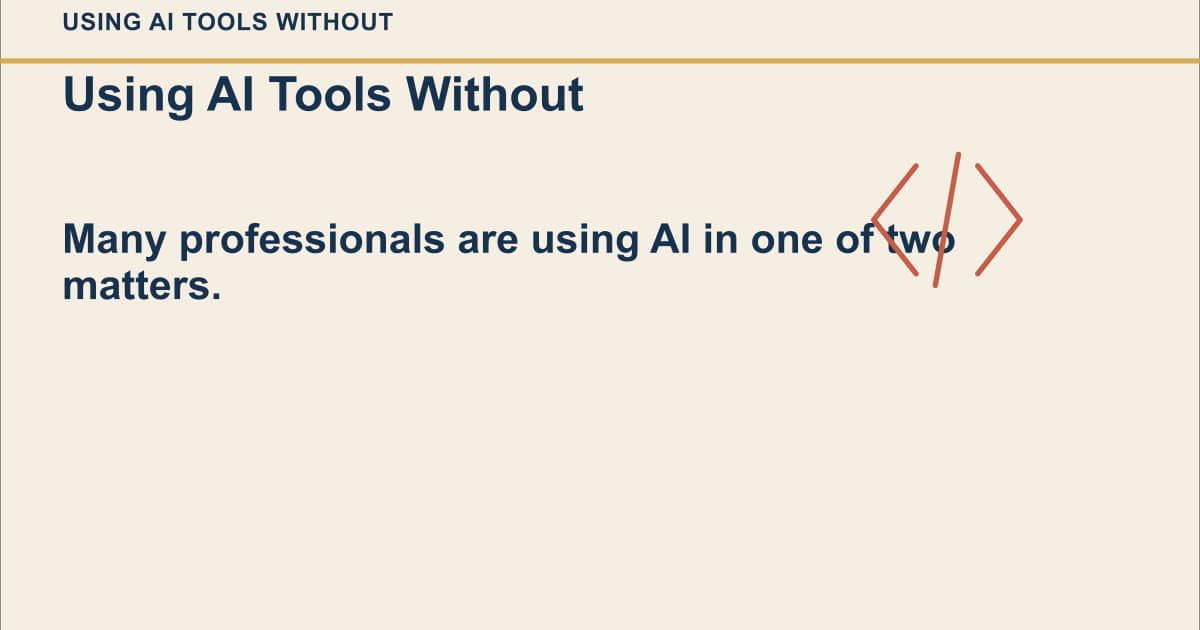 USING AI TOOLS WITHOUT
Using AI Tools Without
Many professionals are using AI in one of two
matters.